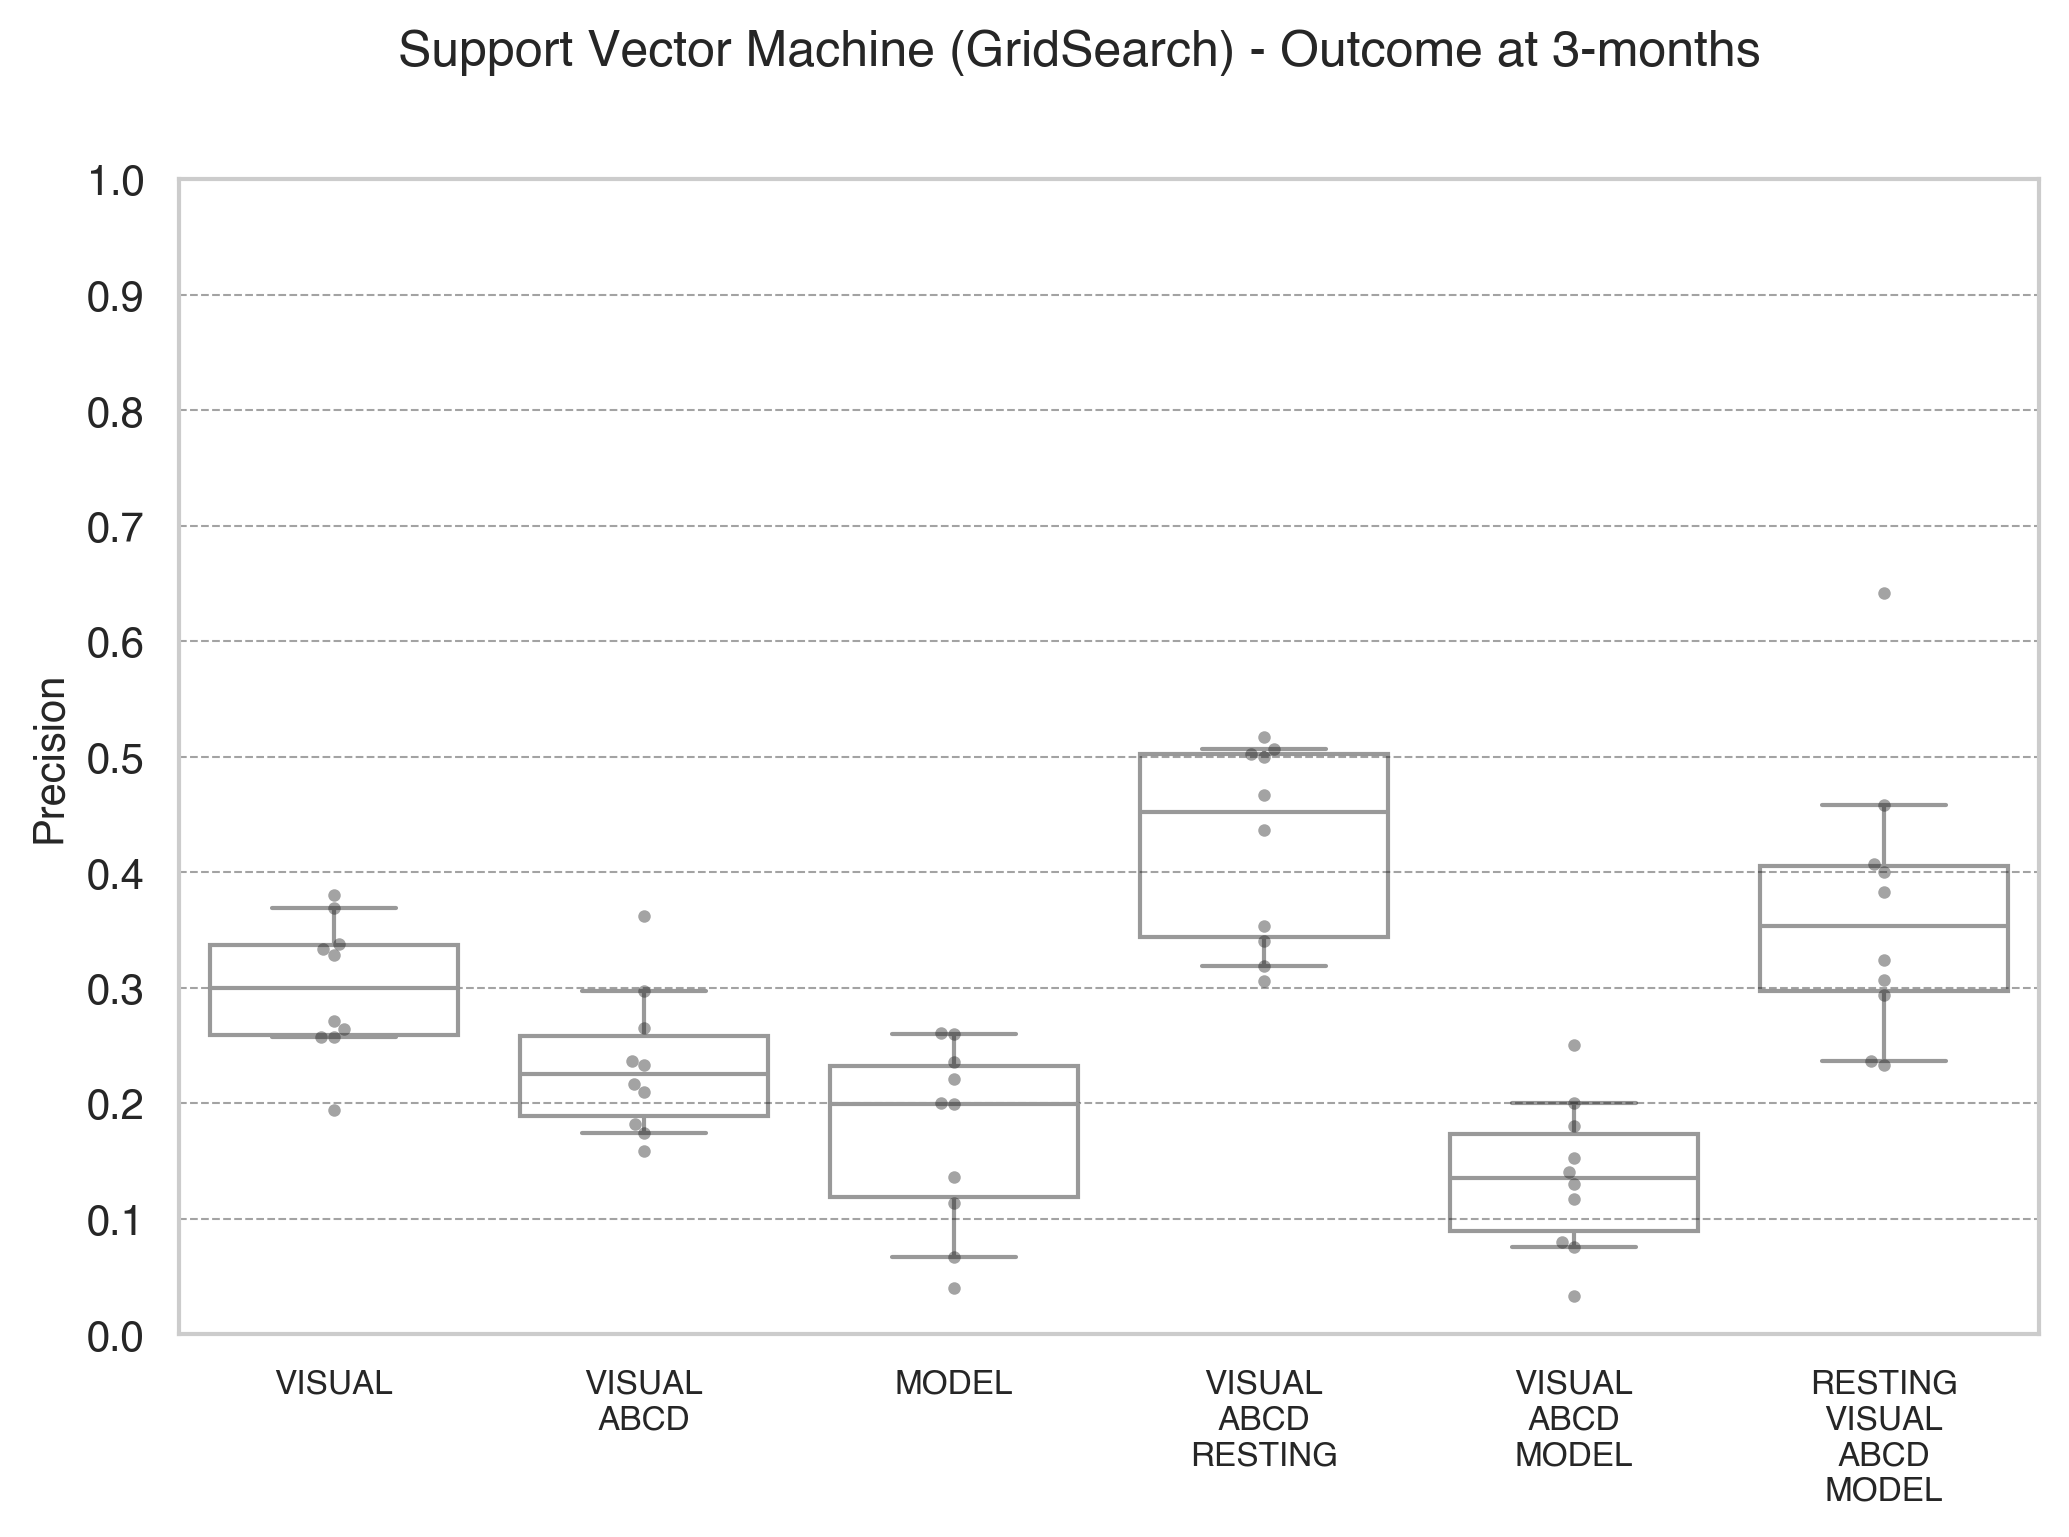 Support Vector Machine (GridSearch) - Outcome at 3-months
Precision
1.0
0.9
0.8
0.7
0.6
0.5
0.4
0.3
0.2
0.1
0.0
VISUAL
VISUAL
ABCD
MODEL
VISUAL
ABCD
RESTING
VISUAL
ABCD
MODEL
RESTING
VISUAL
ABCD
MODEL